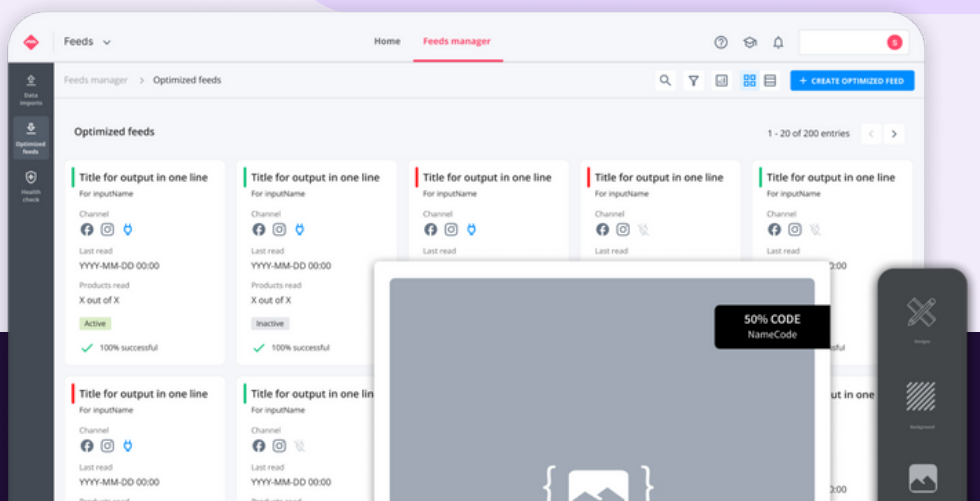 Feeds
Home
Feeds manager
S
Data imports
Optimized feeds
Health check
Feeds manager > Optimized feeds
+ CREATE OPTIMIZED FEED
Optimized feeds
1 - 20 of 200 entries
Title for output in one line
For inputName
Channel
Last read
YYYY-MM-DD 00:00
Products read
X out of X
Active
100% successful
Title for output in one line
For inputName
Channel
Last read
YYYY-MM-DD 00:00
Products read
X out of X
Inactive
100% successful
Title for output in one line
For inputName
Channel
Last read
Title for output in one line
For inputName
Channel
Last read
Title for output in one line
For inputName
Channel
Last read
0:00
50% CODE
NameCode
Title for output in one line
For inputName
Channel
Last read
YYYY-MM-DD 00:00
Title for output in one lin
For inputName
Channel
Last read
YYYY-MM-DD 00:00
ut in one
0:00
Badges
Background